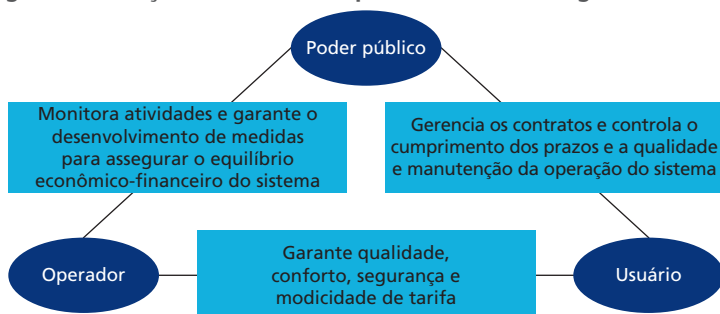 Poder público
Monitora atividades e garante o
desenvolvimento de medidas
para assegurar o equilíbrio
econômico-financeiro do sistema
Gerencia os contratos e controla o
cumprimento dos prazos e a qualidade
e manutenção da operação do sistema
Operador
Garante qualidade,
conforto, segurança e
modicidade de tarifa
Usuário